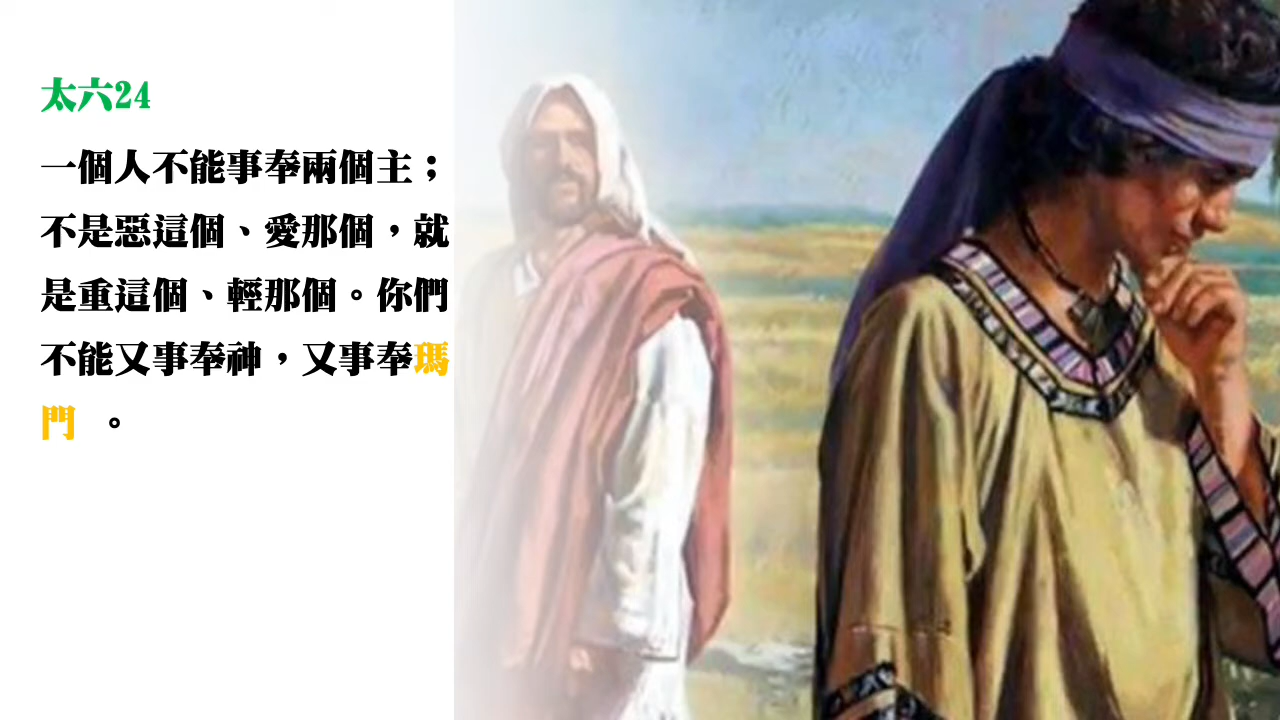 太六24
一個人不能事奉兩個主；
不是惡這個、愛那個，就
是重這個、輕那個。你們
不能又事奉神，又事奉瑪
門 。